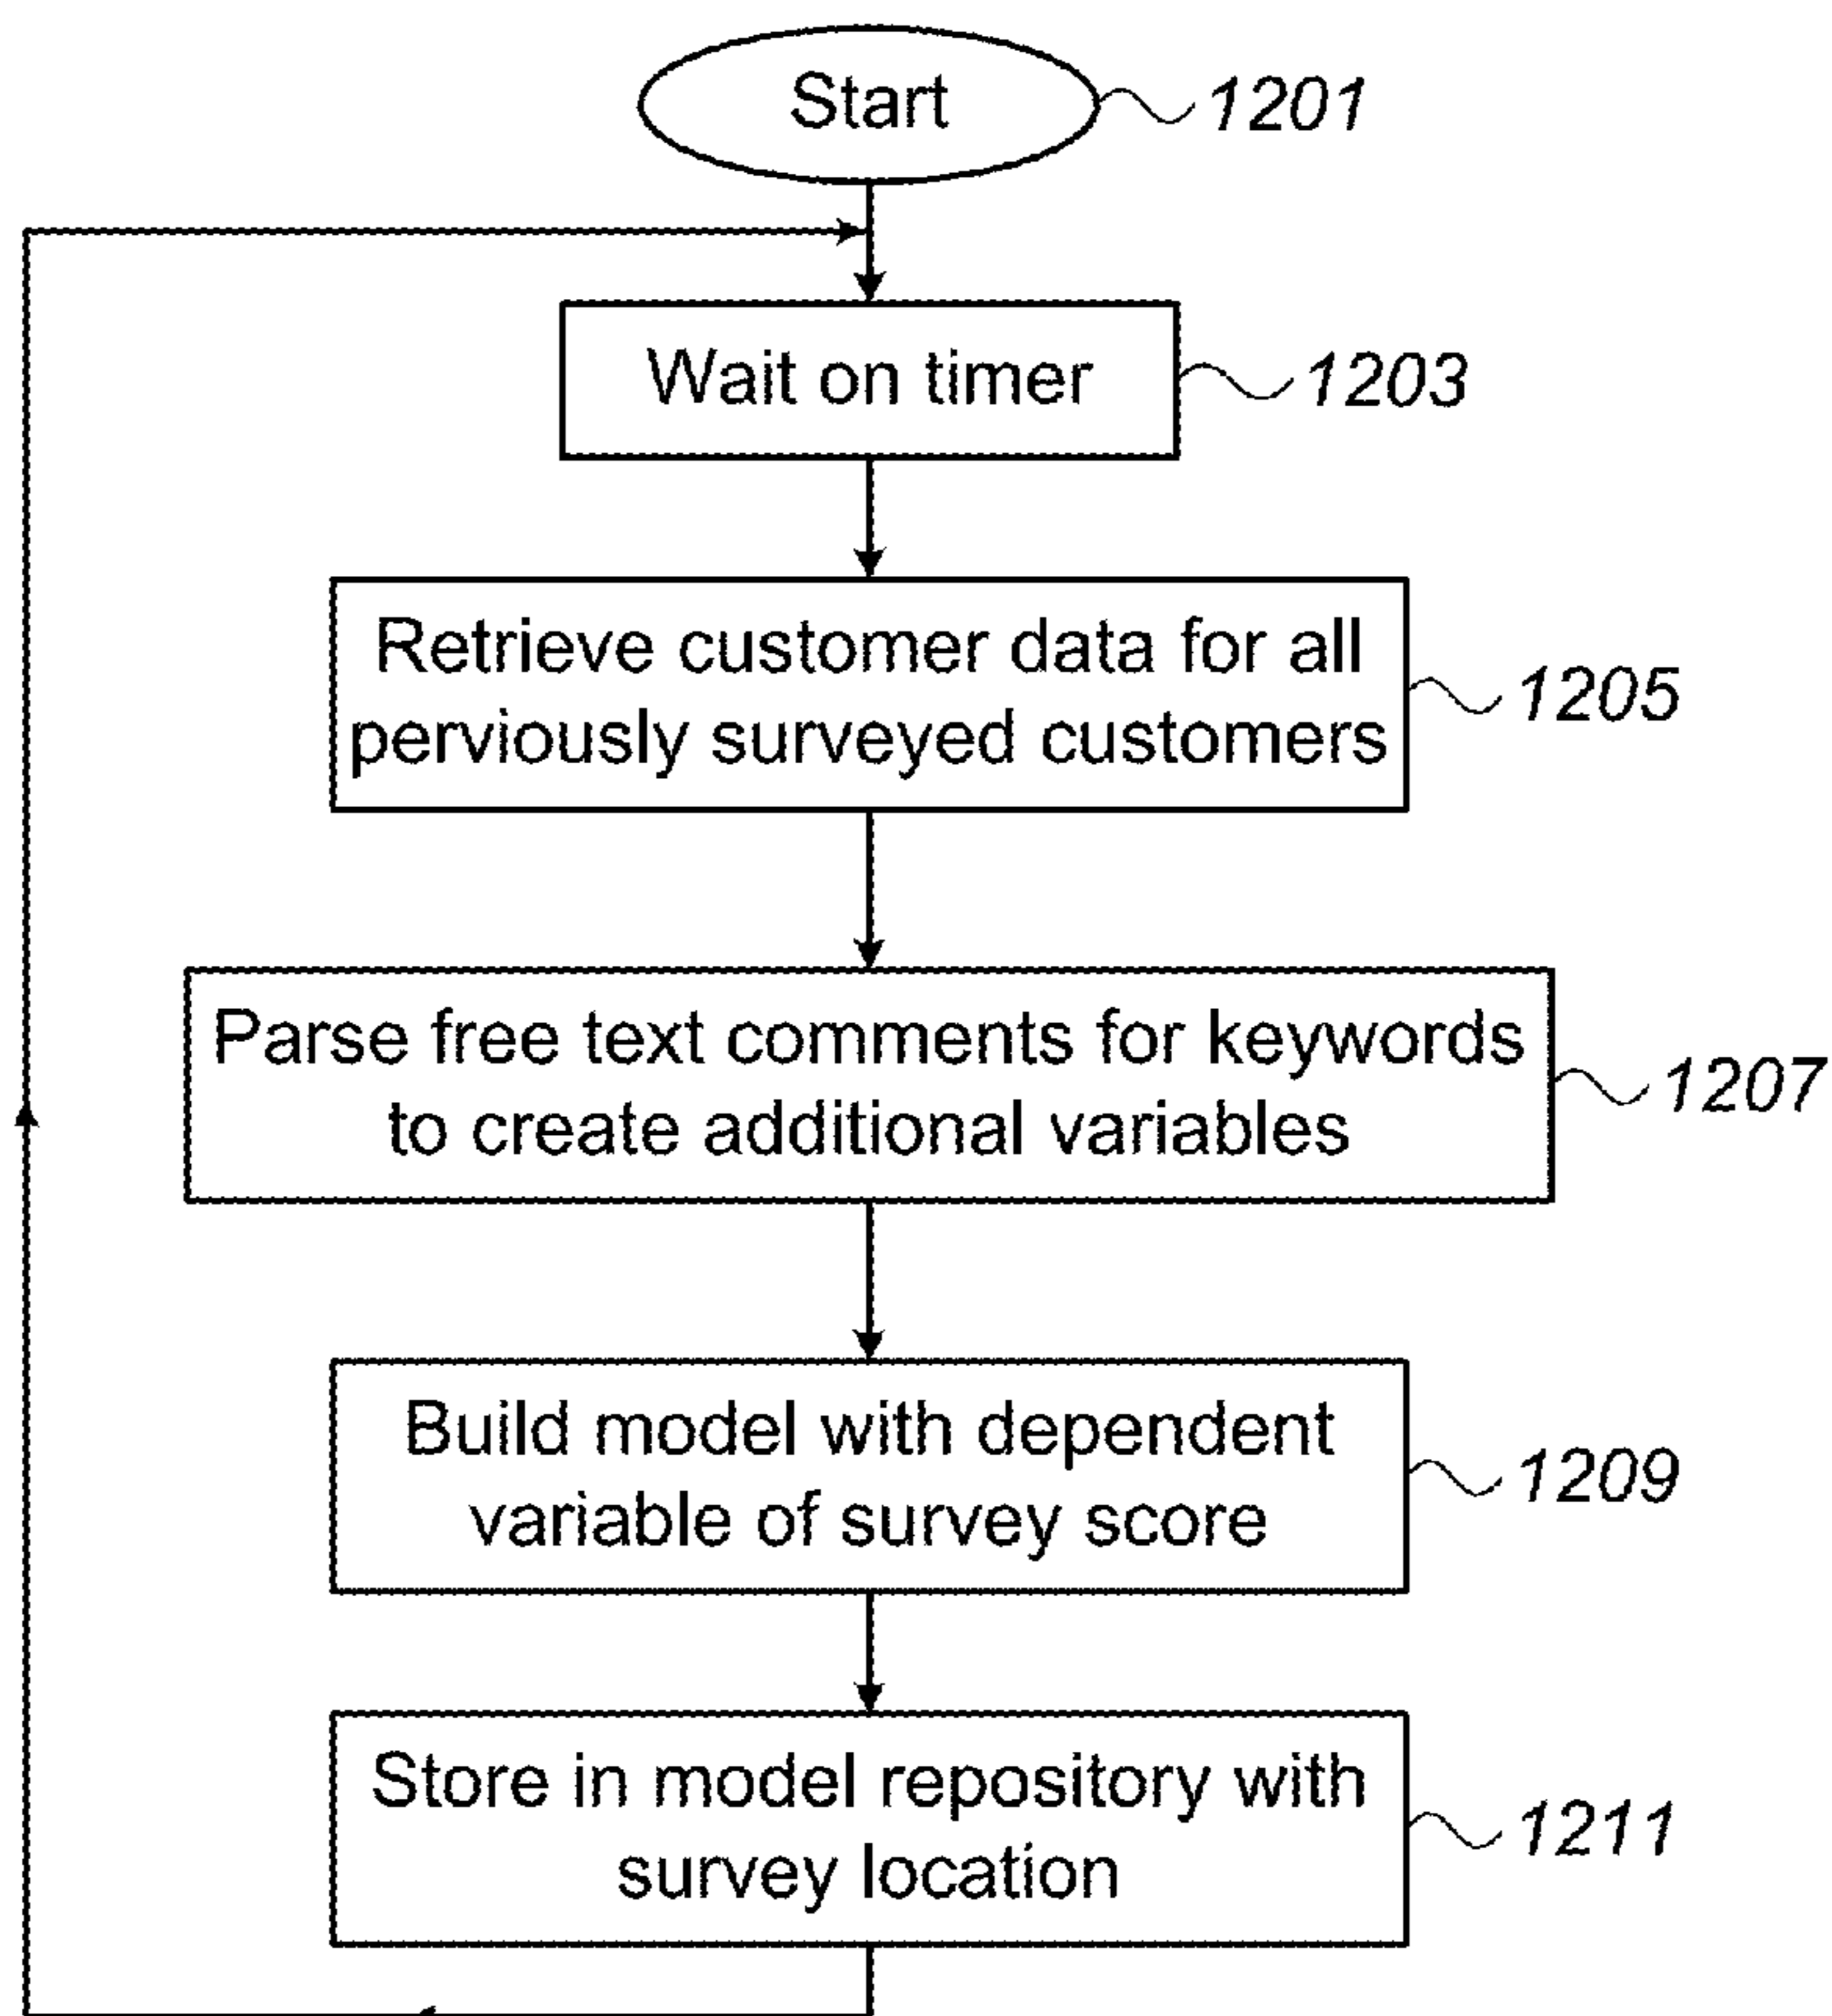 Start
1201
Wait on timer
1203
Retrieve customer data for all
perviously surveyed customers
1205
Parse free text comments for keywords
to create additional variables
1207
Build model with dependent
variable of survey score
1209
Store in model repository with
survey location
1211